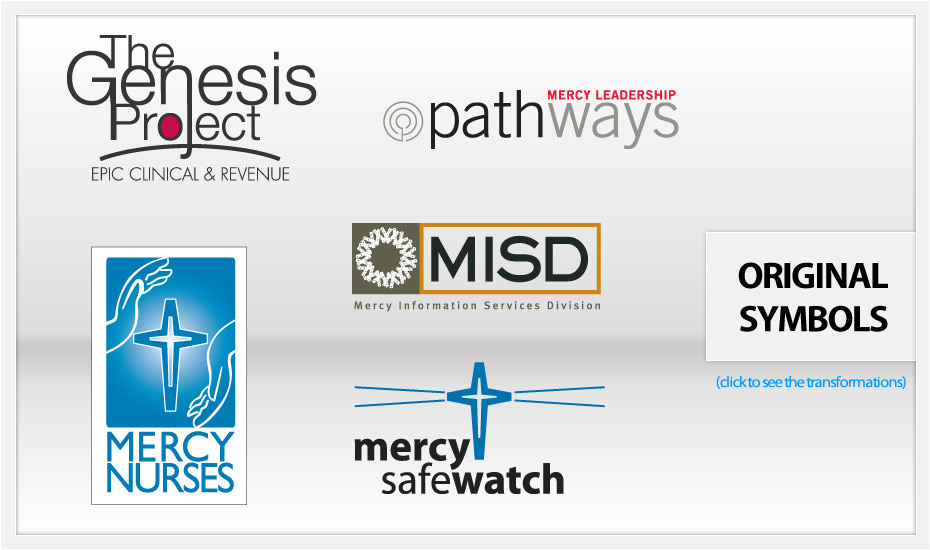 The
Genesis
Project
EPIC CLINICAL & REVENUE
MERCY LEADERSHIP
pathways
MISD
Mercy Information Services Division
ORIGINAL
SYMBOLS
(click to see the transformations)
MERCY
NURSES
mercy
safewatch